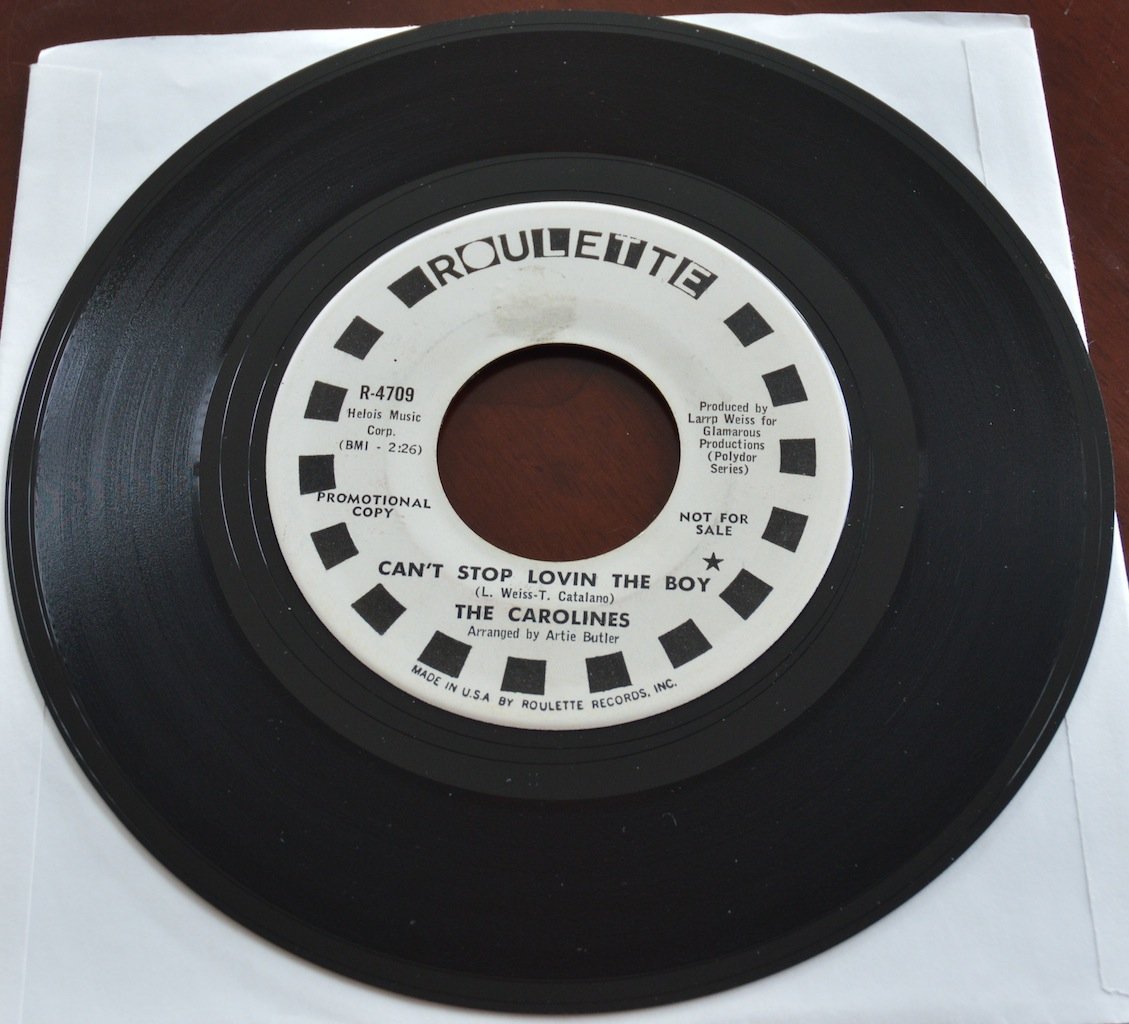 ROULETTE
R-4709
Helois Music
Corp.
(BMI - 2:26)
PROMOTIONAL
COPY
Produced by
Larrp Weiss for
Glamarous
Productions
(Polydor
Series)
NOT FOR
SALE
★
CAN'T STOP LOVIN THE BOY
(L. Weiss-T. Catalano)
THE CAROLINES
Arranged by Artie Butler
MADE IN U.S.A BY ROULETTE RECORDS, INC.